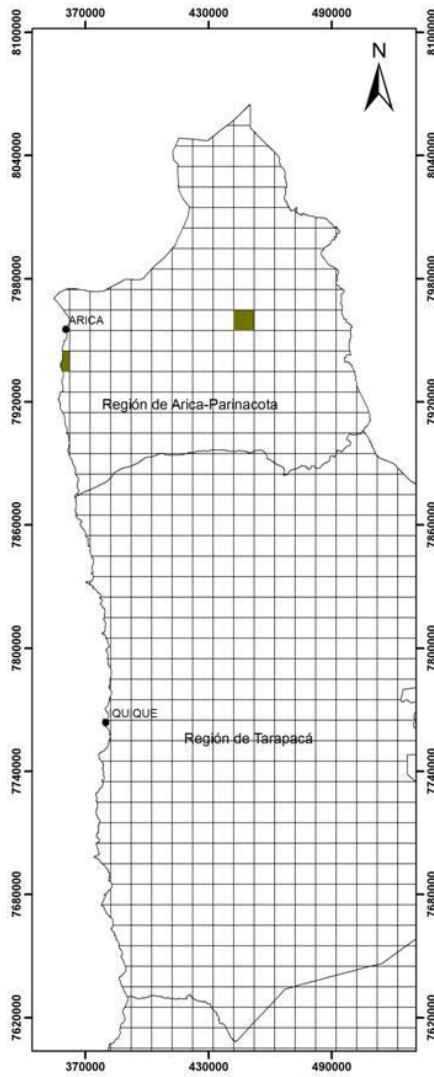 370000 430000 490000
8100000 8100000
N
8040000 8040000
7980000 7980000
ARICA
7920000 7920000
Región de Arica-Parinacota
7860000 7860000
7800000 7800000
QUIQUE
Región de Tarapacá
7740000 7740000
7680000 7680000
7620000 7620000
370000 430000 490000